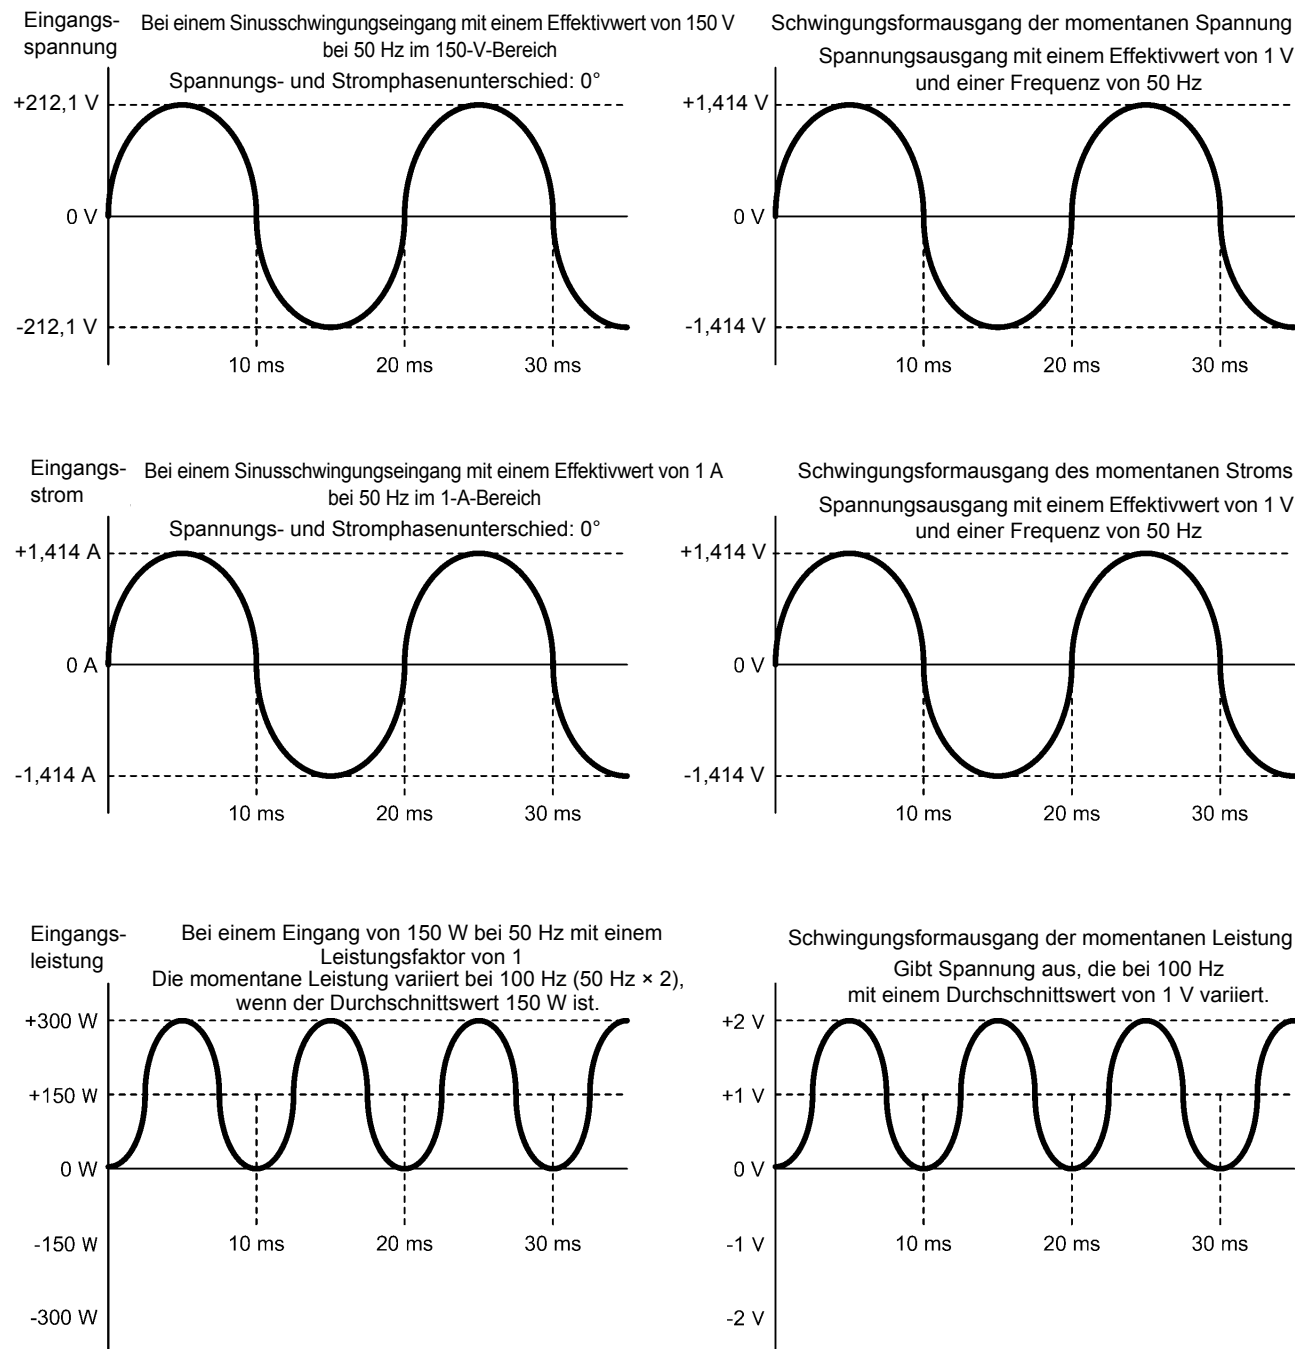 Eingangs-
spannung
Bei einem Sinusschwingungseingang mit einem Effektivwert von 150 V
bei 50 Hz im 150-V-Bereich
Spannungs- und Stromphasenunterschied: 0°
+212,1 V
0 V
-212,1 V
10 ms
20 ms
30 ms
Schwingungsformausgang der momentanen Spannung
Spannungsausgang mit einem Effektivwert von 1 V
und einer Frequenz von 50 Hz
+1,414 V
0 V
-1,414 V
10 ms
20 ms
30 ms
Eingangs-
strom
Bei einem Sinusschwingungseingang mit einem Effektivwert von 1 A
bei 50 Hz im 1-A-Bereich
Spannungs- und Stromphasenunterschied: 0°
+1,414 A
0 A
-1,414 A
10 ms
20 ms
30 ms
Schwingungsformausgang des momentanen Stroms
Spannungsausgang mit einem Effektivwert von 1 V
und einer Frequenz von 50 Hz
+1,414 V
0 V
-1,414 V
10 ms
20 ms
30 ms
Eingangs-
leistung
Bei einem Eingang von 150 W bei 50 Hz mit einem
Leistungsfaktor von 1
Die momentane Leistung variiert bei 100 Hz (50 Hz × 2),
wenn der Durchschnittswert 150 W ist.
+300 W
+150 W
0 W
-150 W
-300 W
10 ms
20 ms
30 ms
Schwingungsformausgang der momentanen Leistung
Gibt Spannung aus, die bei 100 Hz
mit einem Durchschnittswert von 1 V variiert.
+2 V
+1 V
0 V
-1 V
-2 V
10 ms
20 ms
30 ms